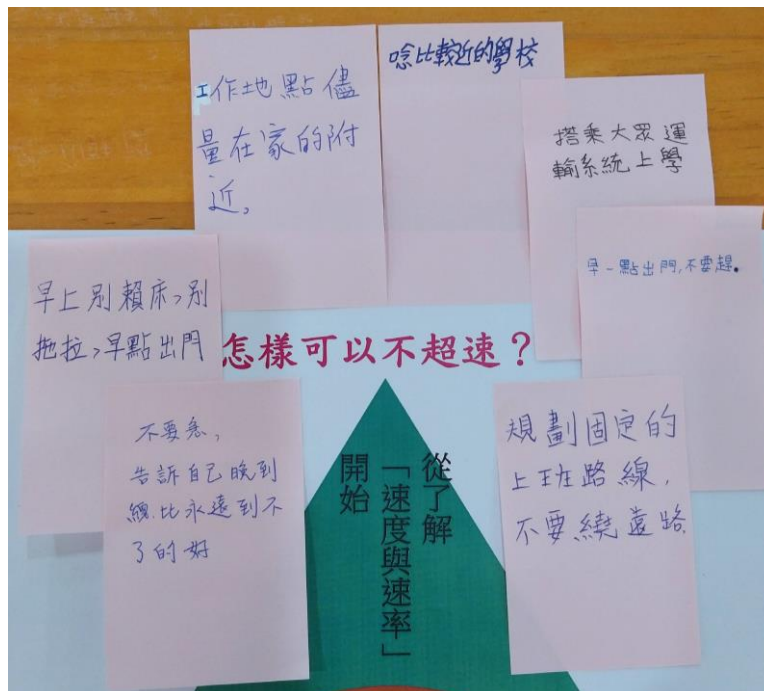 工作地點儘
量在家的附
近。
唸比較近的學校
搭乘大眾運
輸系統上學
早一點出門,不要趕。
早上別賴床,別
拖拉,早點出門
怎樣可以不超速？
不要急,
告訴自己晚到
總比永遠到不
了的好
規劃固定的
上班路線,
不要繞遠路
從了解
「速度與速率」
開始